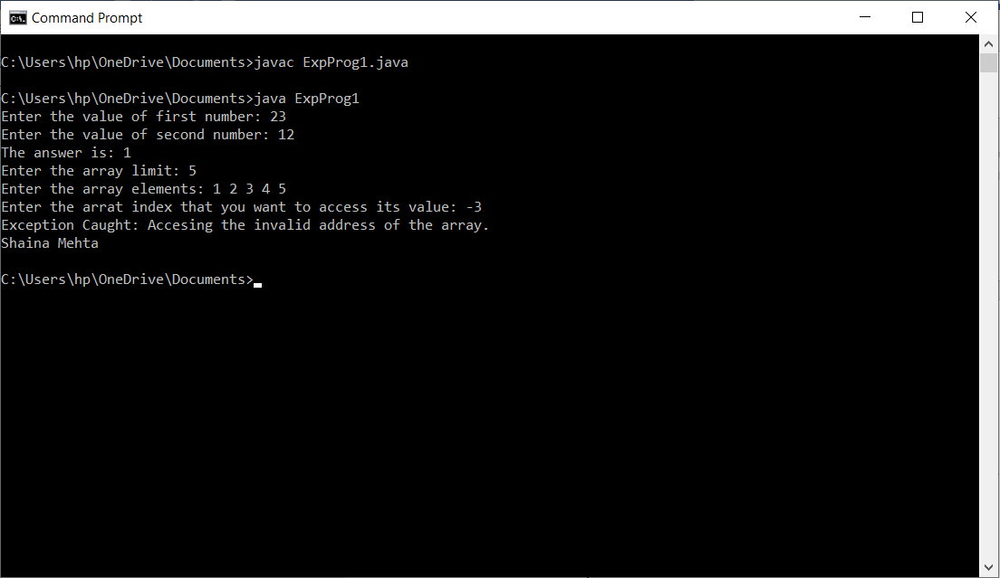 Command Prompt
C:\Users\hp\OneDrive\Documents>javac ExpProg1.java
C:\Users\hp\OneDrive\Documents>java ExpProg1
Enter the value of first number: 23
Enter the value of second number: 12
The answer is: 1
Enter the array limit: 5
Enter the array elements: 1 2 3 4 5
Enter the arrat index that you want to access its value: -3
Exception Caught: Accesing the invalid address of the array.
Shaina Mehta
C:\Users\hp\OneDrive\Documents>